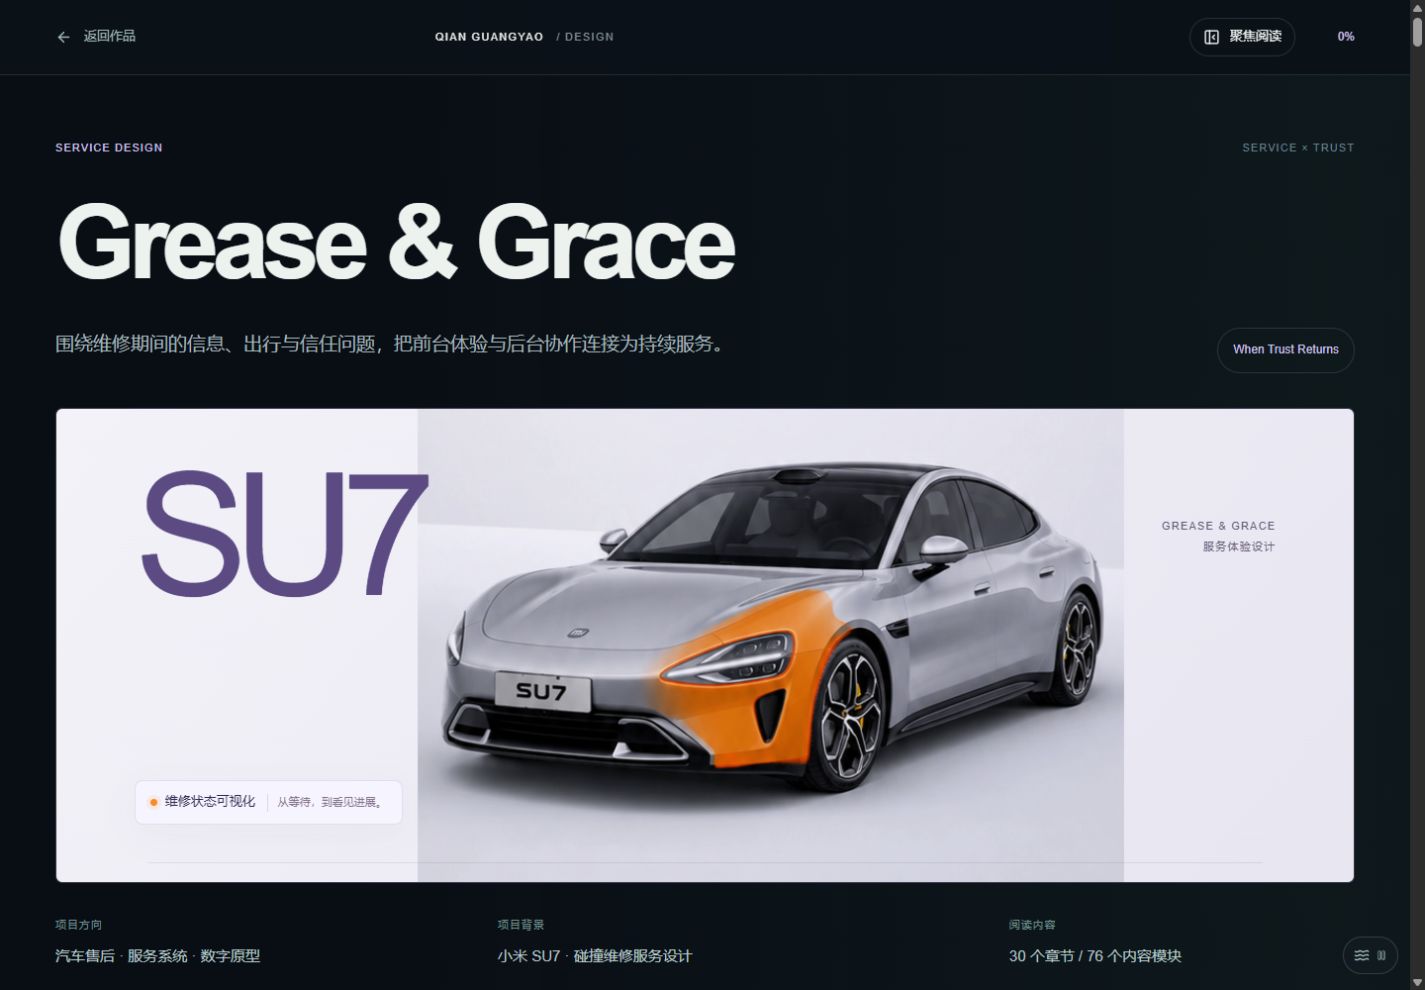 返回作品
QIAN GUANGYAO / DESIGN
聚焦阅读
0%
SERVICE DESIGN
SERVICE × TRUST
Grease & Grace
围绕维修期间的信息、出行与信任问题，把前台体验与后台协作连接为持续服务。
When Trust Returns
SU7
GREASE & GRACE
服务体验设计
SU7
维修状态可视化
从等待，到看见进展。
项目方向
汽车售后 · 服务系统 · 数字原型
项目背景
小米 SU7 · 碰撞维修服务设计
阅读内容
30 个章节 / 76 个内容模块